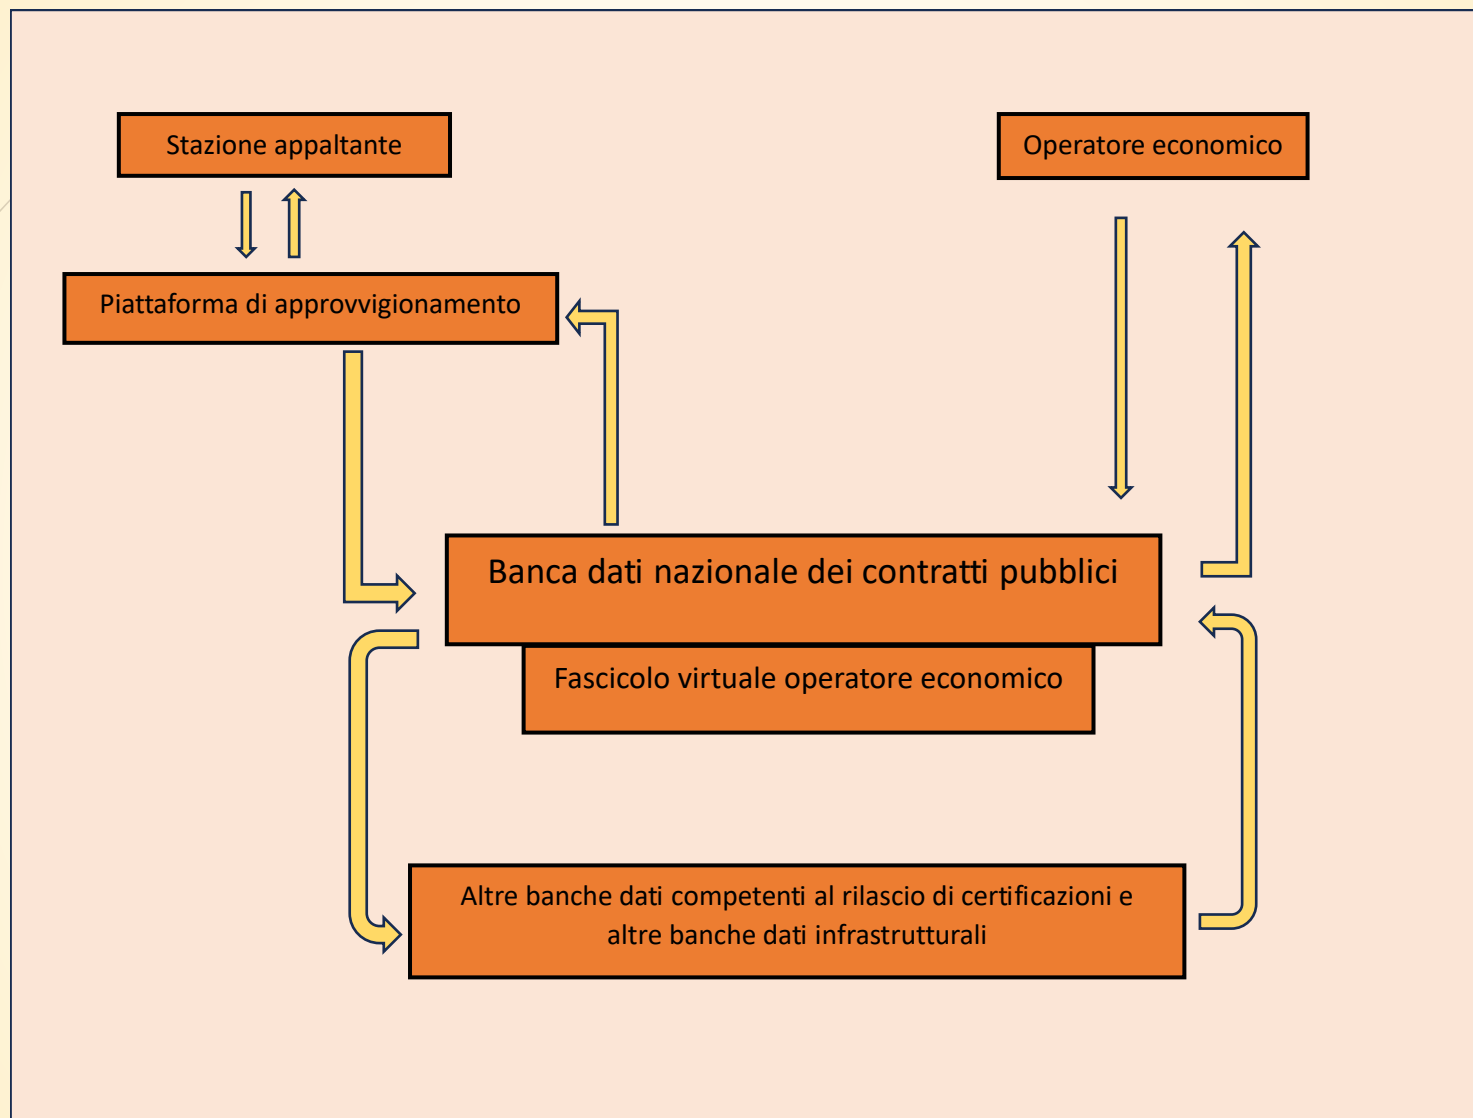 Stazione appaltante
Operatore economico
Piattaforma di approvvigionamento
Banca dati nazionale dei contratti pubblici
Fascicolo virtuale operatore economico
Altre banche dati competenti al rilascio di certificazioni e
altre banche dati infrastrutturali